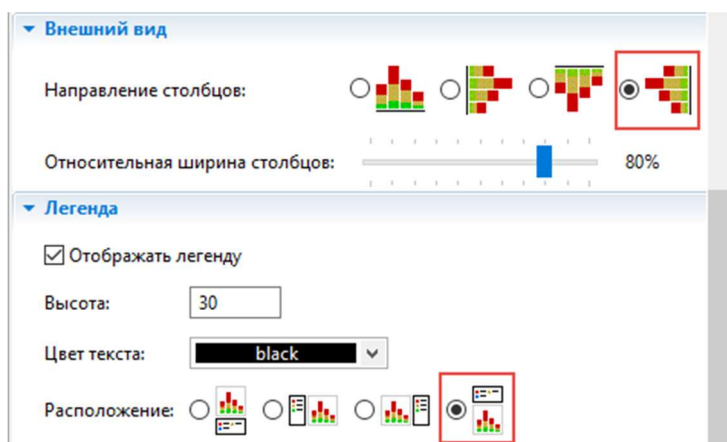 Внешний вид
Направление столбцов:
Относительная ширина столбцов: 80%
Легенда
Отображать легенду
Высота: 30
Цвет текста: black
Расположение: